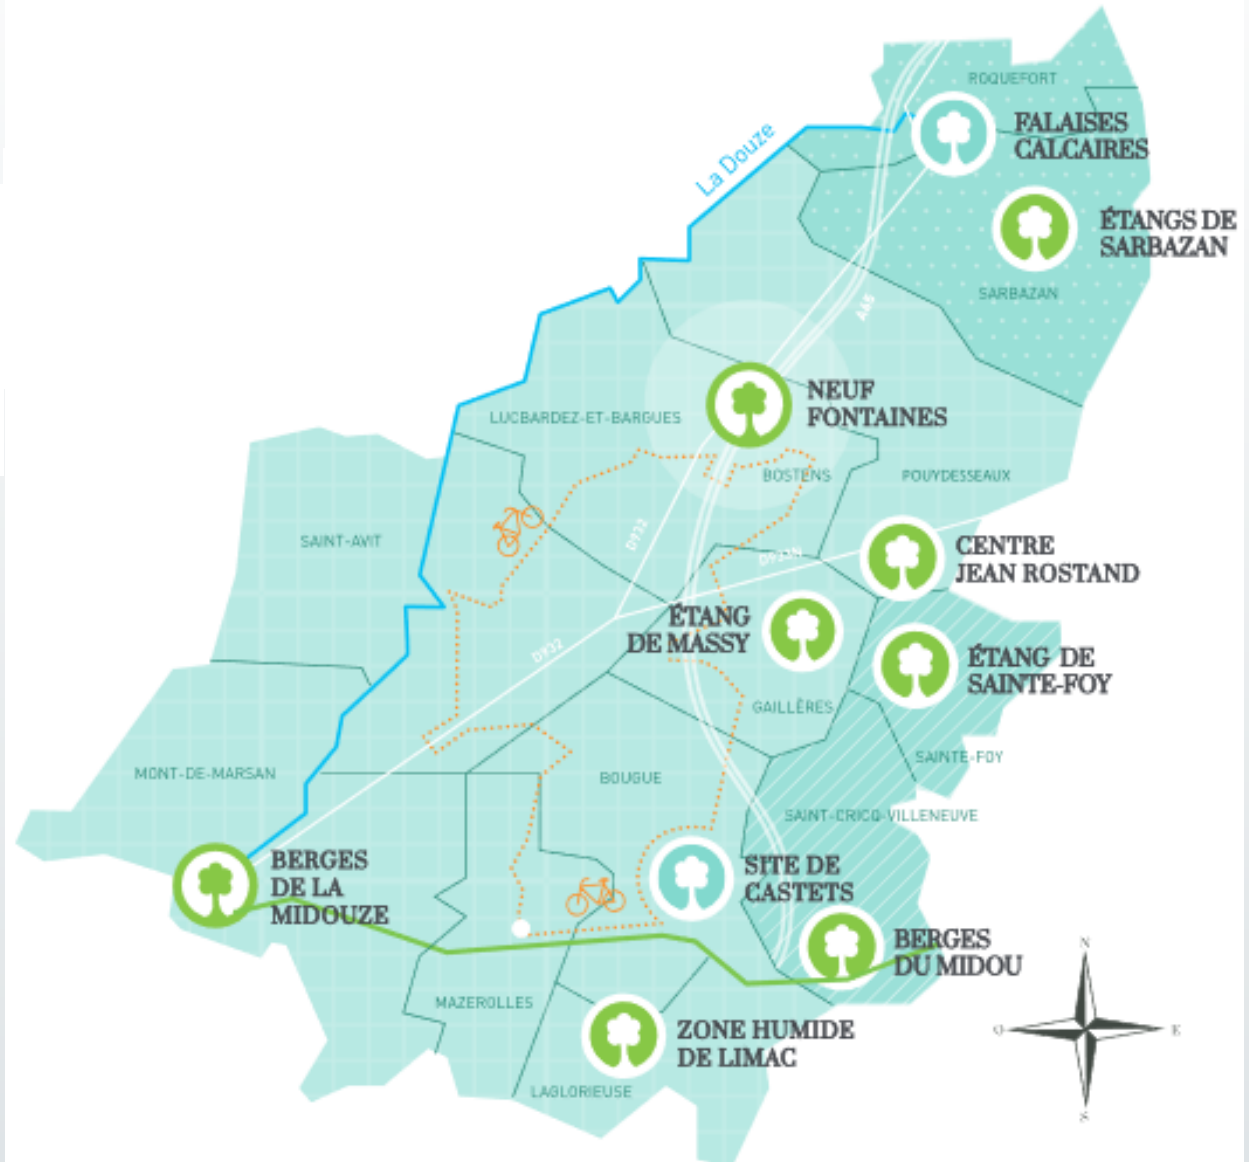 ROQUEFORT
FALAISES
CALCAIRES
La Douze
ÉTANGS DE
SARBAZAN
SARBAZAN
A65
NEUF
FONTAINES
LUCBARDEZ-ET-BARGUES
BOSTENS
POUYDESSEAUX
SAINT-AVIT
D932
CENTRE
JEAN ROSTAND
ÉTANG
DE MASSY
D932
ÉTANG DE
SAINTE-FOY
GAILLÈRES
SAINTE-FOY
MONT-DE-MARSAN
BOUGUE
SAINT-CRICQ-VILLENEUVE
BERGES
DE LA
MIDOUZE
SITE DE
CASTETS
BERGES
DU MIDOU
N
O
E
S
MAZEROLLES
ZONE HUMIDE
DE LIMAC
LAGLORIEUSE